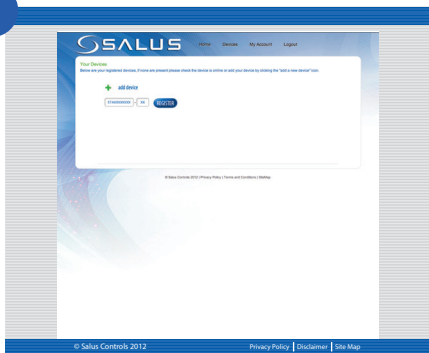 SALUS
Home Devices My Account Logout
Your Devices
Below are your registered devices, if none are present please check the device is online or add your device by clicking the "add a new device" icon.
add device
REGISTER
© Salus Controls 2012 | Privacy Policy | Terms and Conditions | SiteMap
© Salus Controls 2012 Privacy Policy | Disclaimer | Site Map